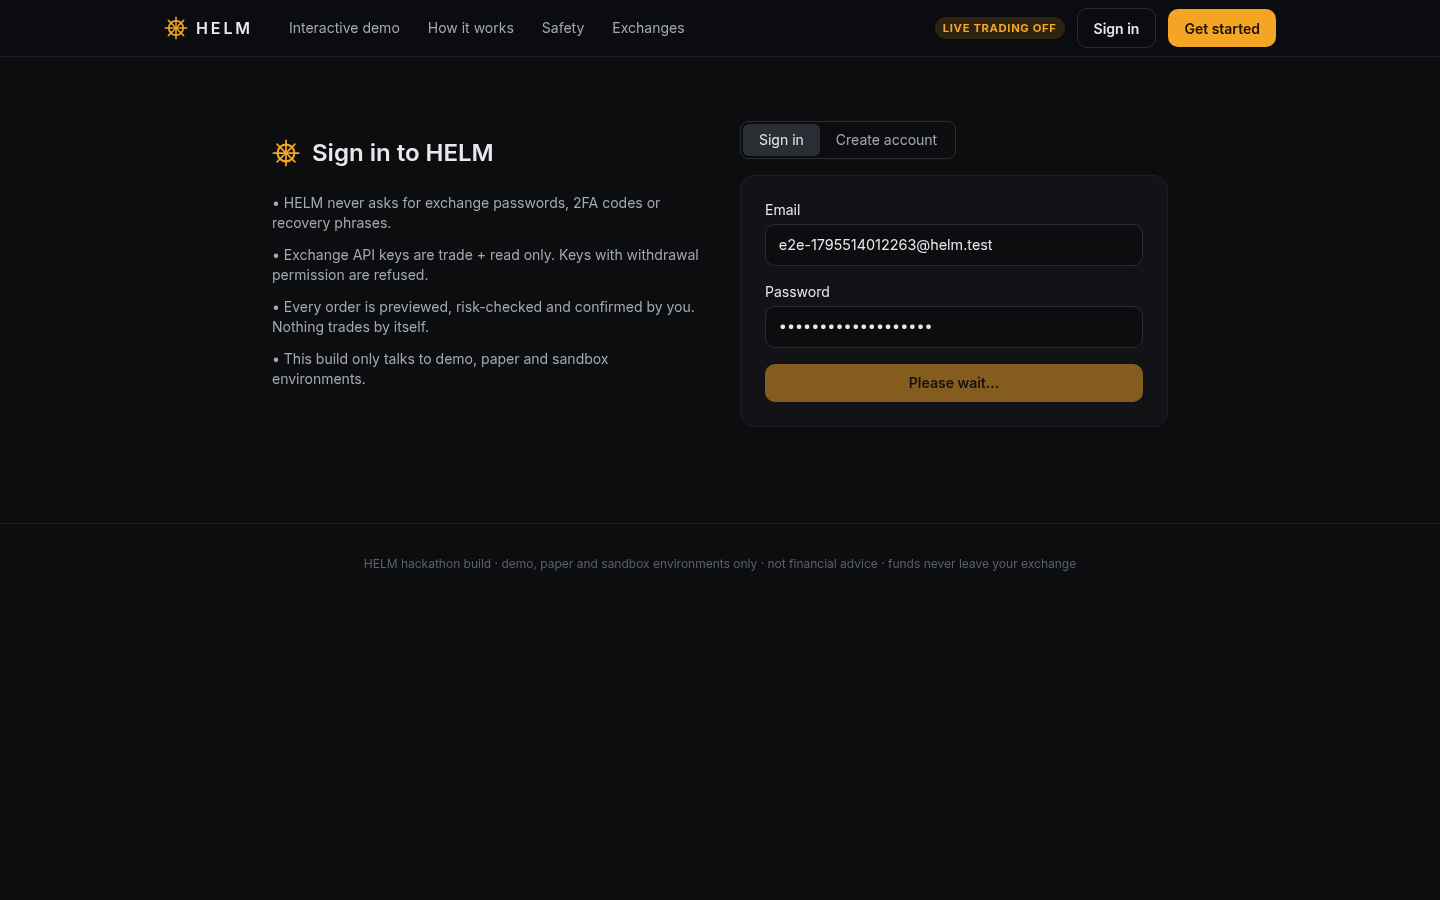 HELM
Interactive demo
How it works
Safety
Exchanges
LIVE TRADING OFF
Sign in
Get started
Sign in to HELM
• HELM never asks for exchange passwords, 2FA codes or
recovery phrases.
• Exchange API keys are trade + read only. Keys with withdrawal
permission are refused.
• Every order is previewed, risk-checked and confirmed by you.
Nothing trades by itself.
• This build only talks to demo, paper and sandbox
environments.
Sign in
Create account
Email
e2e-1795514012263@helm.test
Password
•••••••••••••••••••
Please wait...
HELM hackathon build · demo, paper and sandbox environments only · not financial advice · funds never leave your exchange